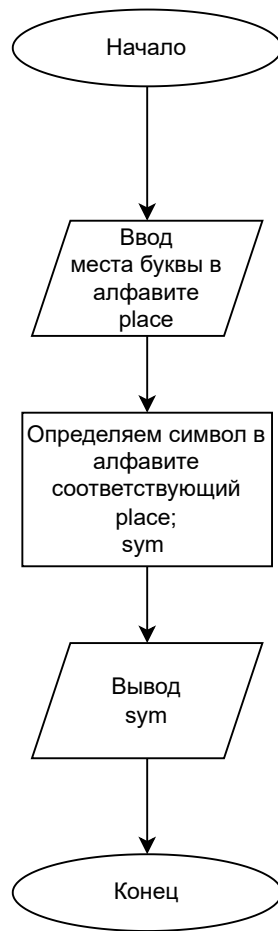 Начало
Ввод
места буквы в
алфавите
place
Определяем символ в
алфавите
соответствующий
place;
sym
Вывод
sym
Конец